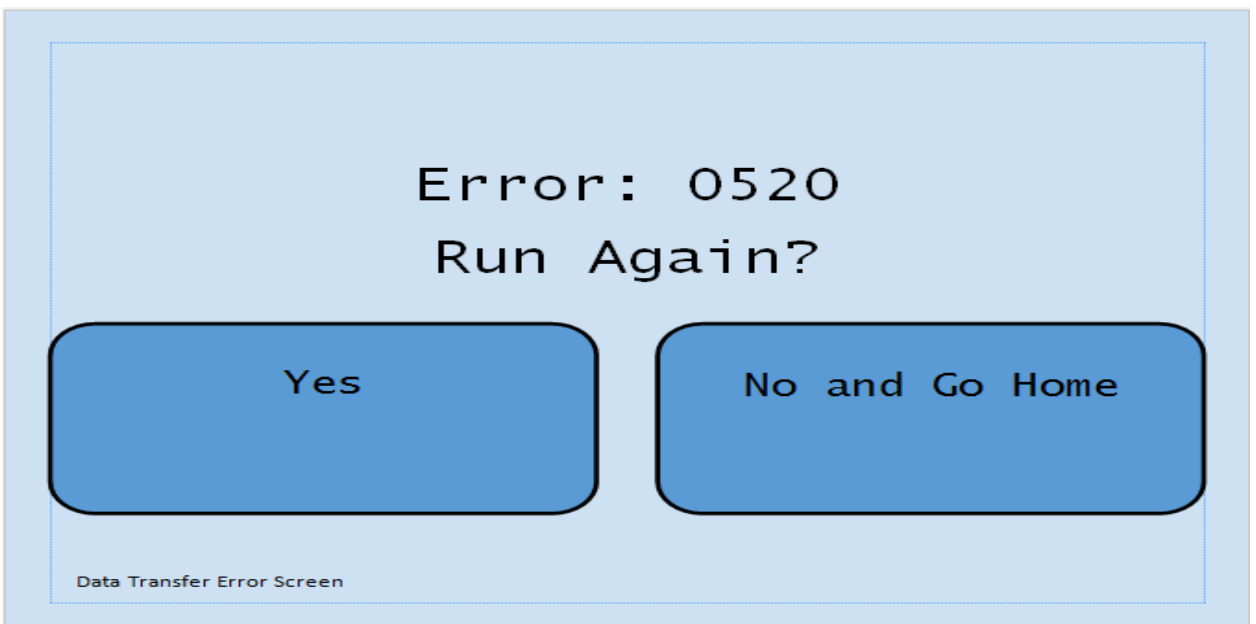 Error: 0520
Run Again?
Yes
No and Go Home
Data Transfer Error Screen